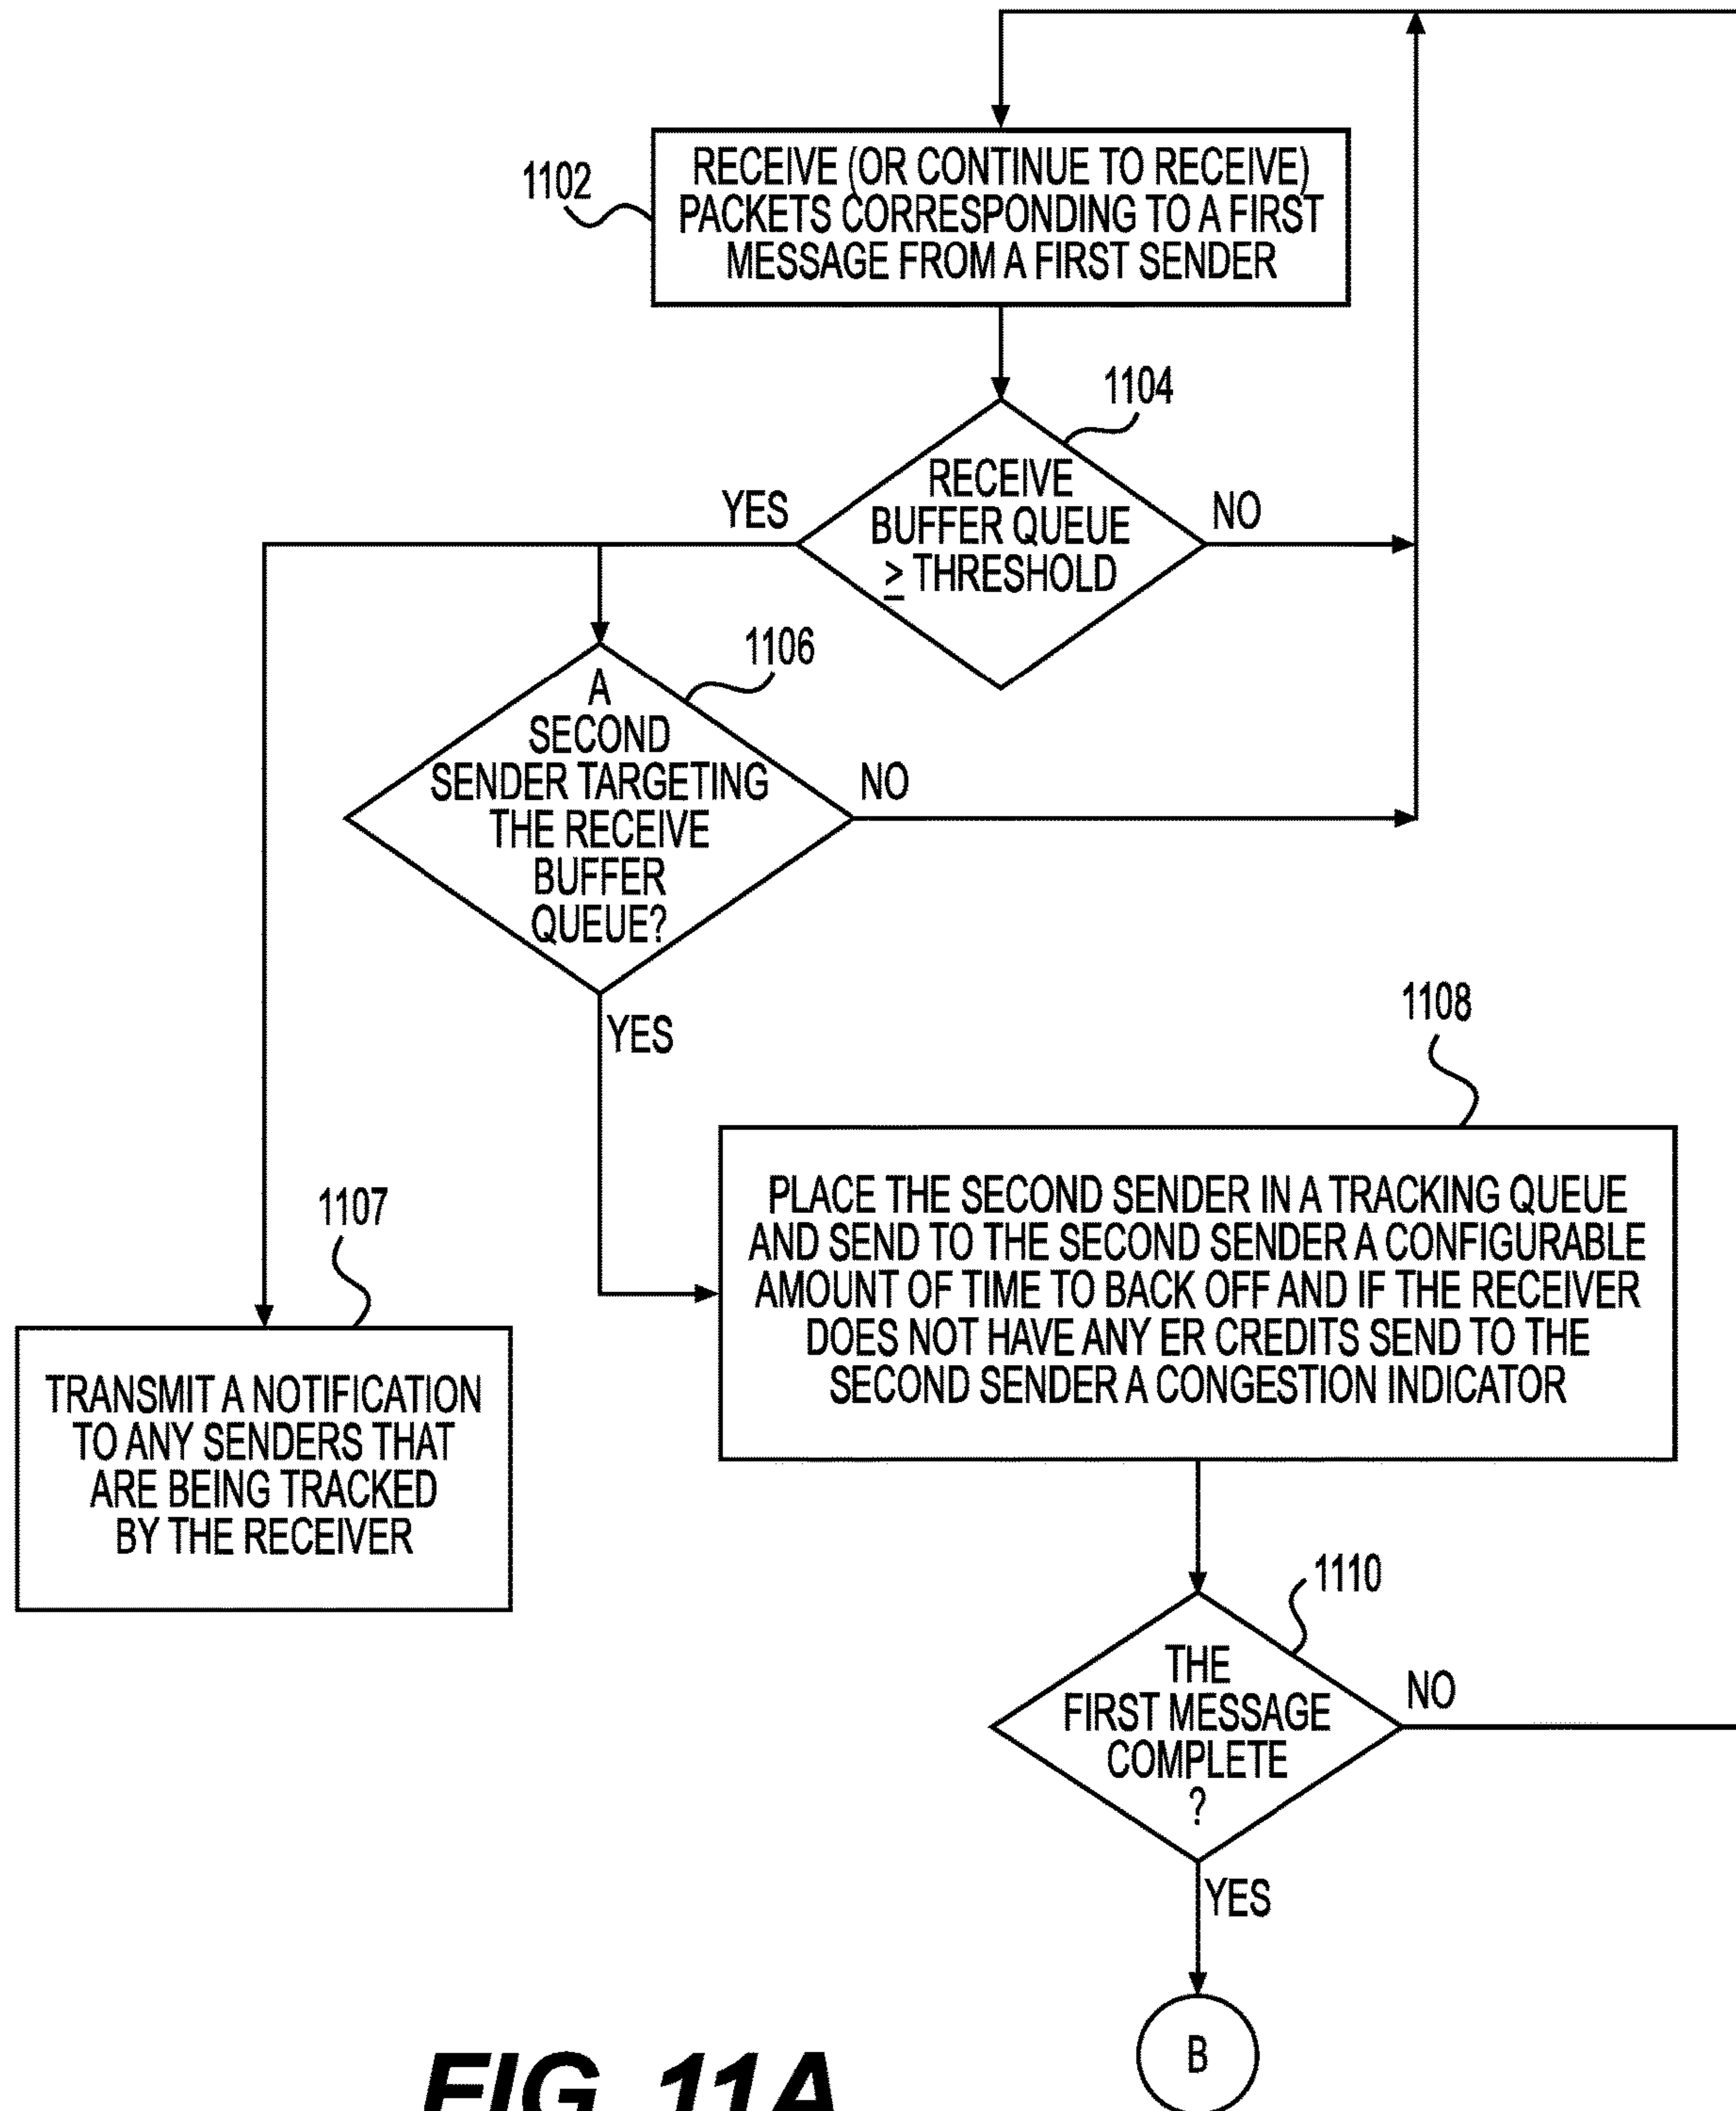 1102
RECEIVE (OR CONTINUE TO RECEIVE)
PACKETS CORRESPONDING TO A FIRST
MESSAGE FROM A FIRST SENDER
1104
RECEIVE
BUFFER QUEUE
≥ THRESHOLD
YES
NO
1106
A
SECOND
SENDER TARGETING
THE RECEIVE
BUFFER
QUEUE?
NO
YES
1107
TRANSMIT A NOTIFICATION
TO ANY SENDERS THAT
ARE BEING TRACKED
BY THE RECEIVER
1108
PLACE THE SECOND SENDER IN A TRACKING QUEUE
AND SEND TO THE SECOND SENDER A CONFIGURABLE
AMOUNT OF TIME TO BACK OFF AND IF THE RECEIVER
DOES NOT HAVE ANY ER CREDITS SEND TO THE
SECOND SENDER A CONGESTION INDICATOR
1110
THE
FIRST MESSAGE
COMPLETE
?
NO
YES
B
FIG. 11A